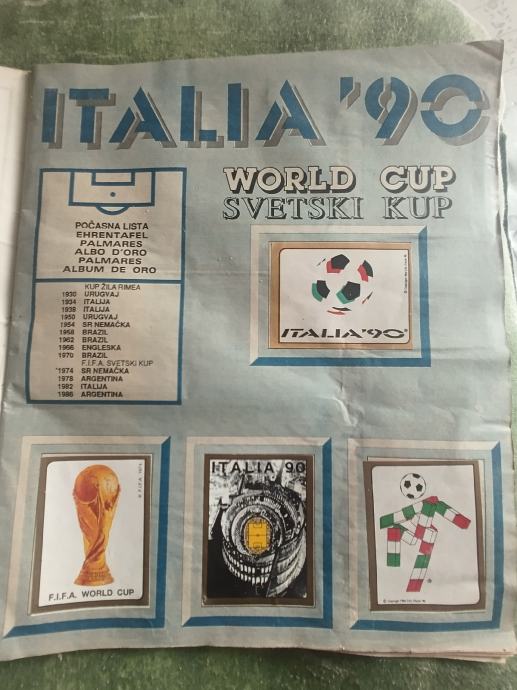 ITALIA '90
WORLD CUP
SVETSKI KUP
POČASNA LISTA
EHRENTAFEL
PALMARES
ALBO D'ORO
PALMARES
ALBUM DE ORO
KUP ŽILA RIMEA
1930 URUGVAJ
1934 ITALIJA
1938 ITALIJA
1950 URUGVAJ
1954 SR NEMAČKA
1958 BRAZIL
1962 BRAZIL
1966 ENGLESKA
1970 BRAZIL
F.I.F.A. SVETSKI KUP
1974 SR NEMAČKA
1978 ARGENTINA
1982 ITALIJA
1986 ARGENTINA
ITALIA'90
F.I.F.A. WORLD CUP
ITALIA 90